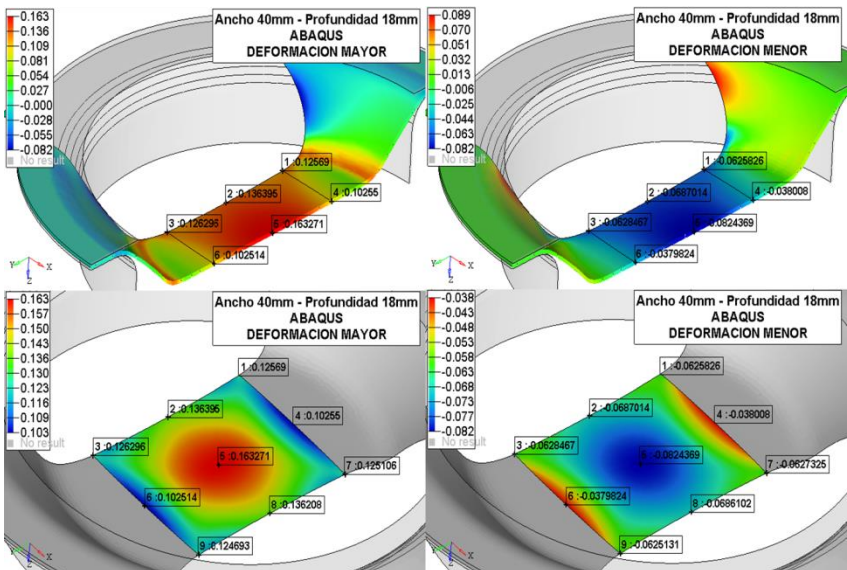 0.163
0.136
0.108
0.081
0.054
0.027
-0.000
-0.028
-0.055
-0.082
No result
Ancho 40mm - Profundidad 18mm
ABAQUS
DEFORMACION MAYOR
1 :0.12569
2 :0.136395
4 :0.10255
3 :0.126295
5 :0.163271
6 :0.102514
Y X
Z
0.089
0.070
0.051
0.032
0.013
-0.006
-0.025
-0.044
-0.063
-0.082
No result
Ancho 40mm - Profundidad 18mm
ABAQUS
DEFORMACION MENOR
1 :-0.0625826
2 :-0.0687014
4 :-0.038008
3 :-0.0628467
5 :-0.0824369
6 :-0.0379824
Y X
Z
0.163
0.157
0.150
0.143
0.136
0.130
0.123
0.116
0.109
0.103
No result
Ancho 40mm - Profundidad 18mm
ABAQUS
DEFORMACION MAYOR
1 :0.12569
2 :0.136395
4 :0.10255
3 :0.126296
5 :0.163271
7 :0.125106
6 :0.102514
8 :0.136208
9 :0.124693
Y X
Z
-0.038
-0.043
-0.048
-0.053
-0.058
-0.063
-0.068
-0.073
-0.077
-0.082
No result
Ancho 40mm - Profundidad 18mm
ABAQUS
DEFORMACION MENOR
1 :-0.0625826
2 :-0.0687014
4 :-0.038008
3 :-0.0628467
5 :-0.0824369
7 :-0.0627325
6 :-0.0379824
8 :-0.0686102
9 :-0.0625131
Y X
Z